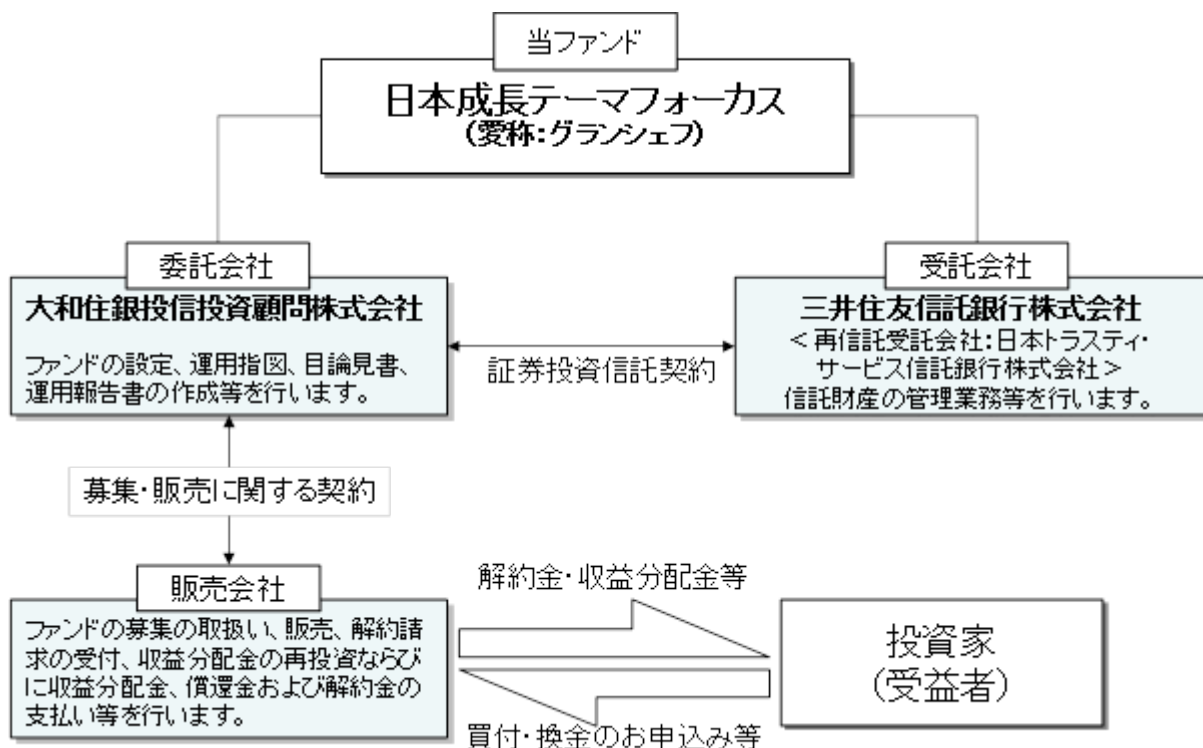 当ファンド
日本成長テーマフォーカス
(愛称:グランシェフ)
委託会社
大和住銀投信投資顧問株式会社
ファンドの設定、運用指図、目論見書、
運用報告書の作成等を行います。
証券投資信託契約
受託会社
三井住友信託銀行株式会社
<再信託受託会社:日本トラスティ・
サービス信託銀行株式会社>
信託財産の管理業務等を行います。
募集・販売に関する契約
販売会社
ファンドの募集の取扱い、販売、解約請
求の受付、収益分配金の再投資ならび
に収益分配金、償還金および解約金の
支払い等を行います。
解約金・収益分配金等
買付・換金のお申込み等
投資家
(受益者)